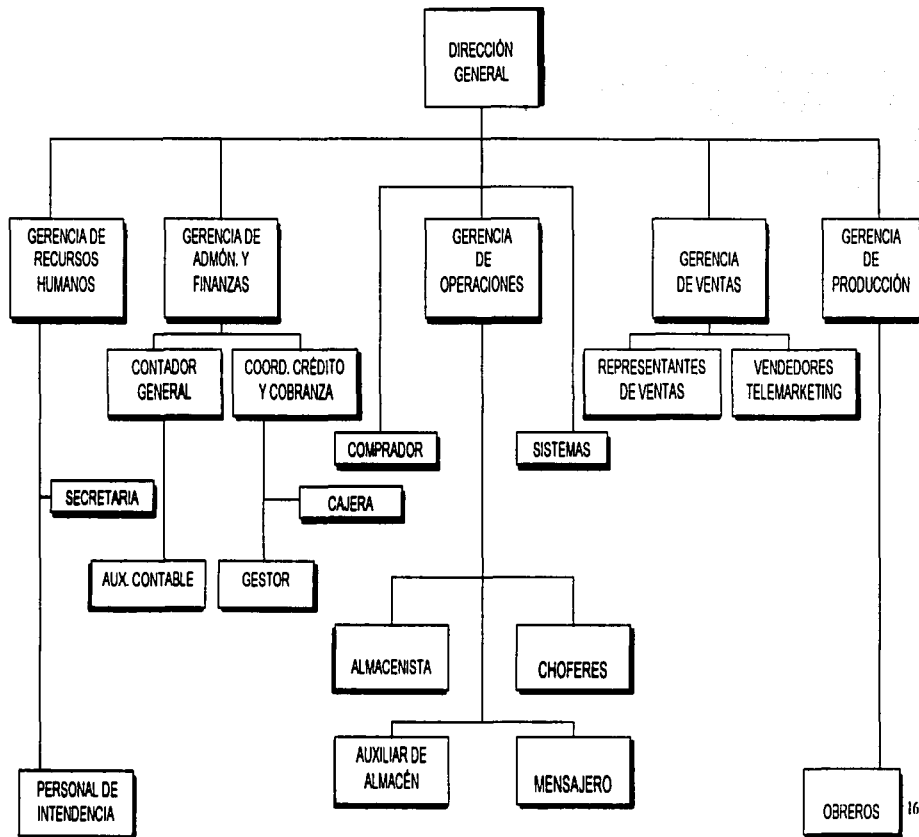 DIRECCIÓN
GENERAL
GERENCIA DE
RECURSOS
HUMANOS
GERENCIA DE
ADMÓN. Y
FINANZAS
GERENCIA
DE
OPERACIONES
GERENCIA
DE VENTAS
GERENCIA
DE
PRODUCCIÓN
CONTADOR
GENERAL
COORD. CRÉDITO
Y COBRANZA
REPRESENTANTES
DE VENTAS
VENDEDORES
TELEMARKETING
COMPRADOR
SISTEMAS
SECRETARIA
CAJERA
AUX. CONTABLE
GESTOR
ALMACENISTA
CHOFERES
AUXILIAR DE
ALMACÉN
MENSAJERO
PERSONAL DE
INTENDENCIA
OBREROS
16